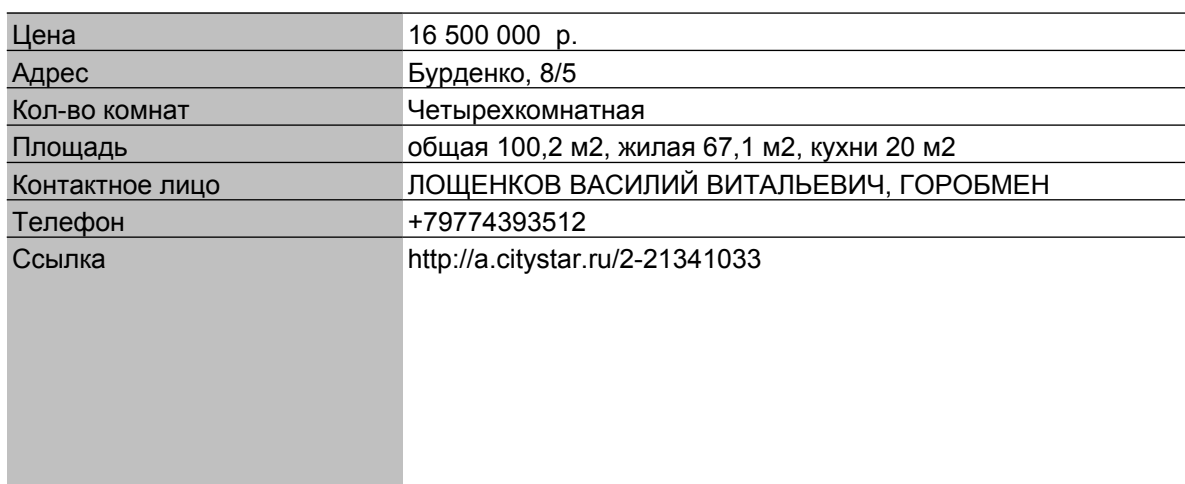 Цена 16 500 000 р.
Адрес Бурденко, 8/5
Кол-во комнат Четырехкомнатная
Площадь общая 100,2 м2, жилая 67,1 м2, кухни 20 м2
Контактное лицо ЛОЩЕНКОВ ВАСИЛИЙ ВИТАЛЬЕВИЧ, ГОРОБМЕН
Телефон +79774393512
Ссылка http://a.citystar.ru/2-21341033